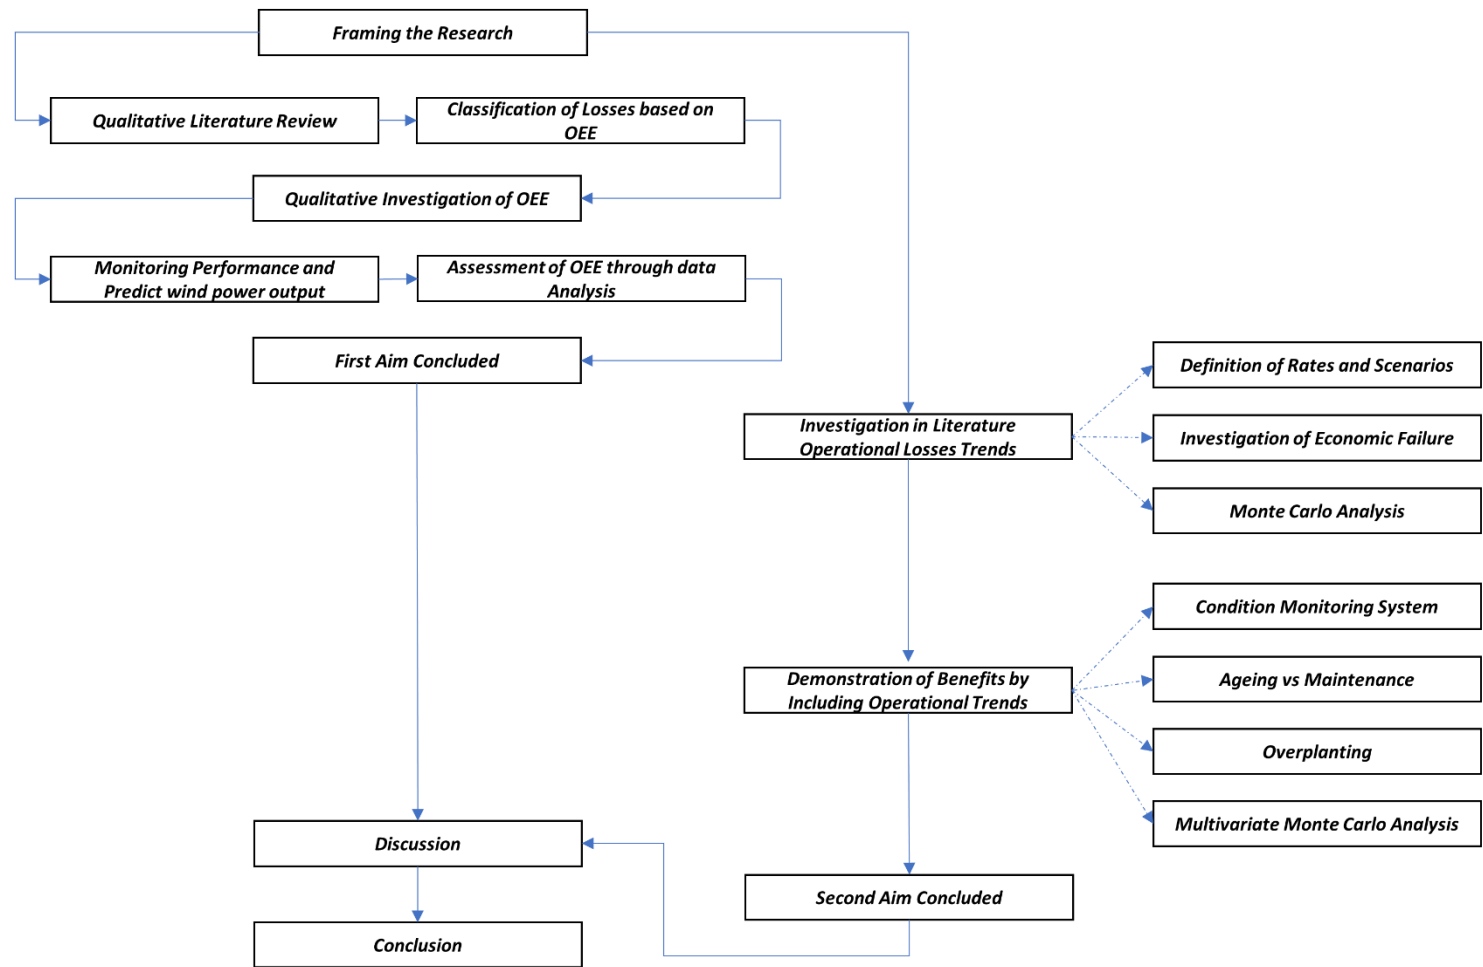 Framing the Research
Qualitative Literature Review
Classification of Losses based on
OEE
Qualitative Investigation of OEE
Monitoring Performance and
Predict wind power output
Assessment of OEE through data
Analysis
First Aim Concluded
Investigation in Literature
Operational Losses Trends
Definition of Rates and Scenarios
Investigation of Economic Failure
Monte Carlo Analysis
Demonstration of Benefits by
Including Operational Trends
Condition Monitoring System
Ageing vs Maintenance
Overplanting
Multivariate Monte Carlo Analysis
Second Aim Concluded
Discussion
Conclusion